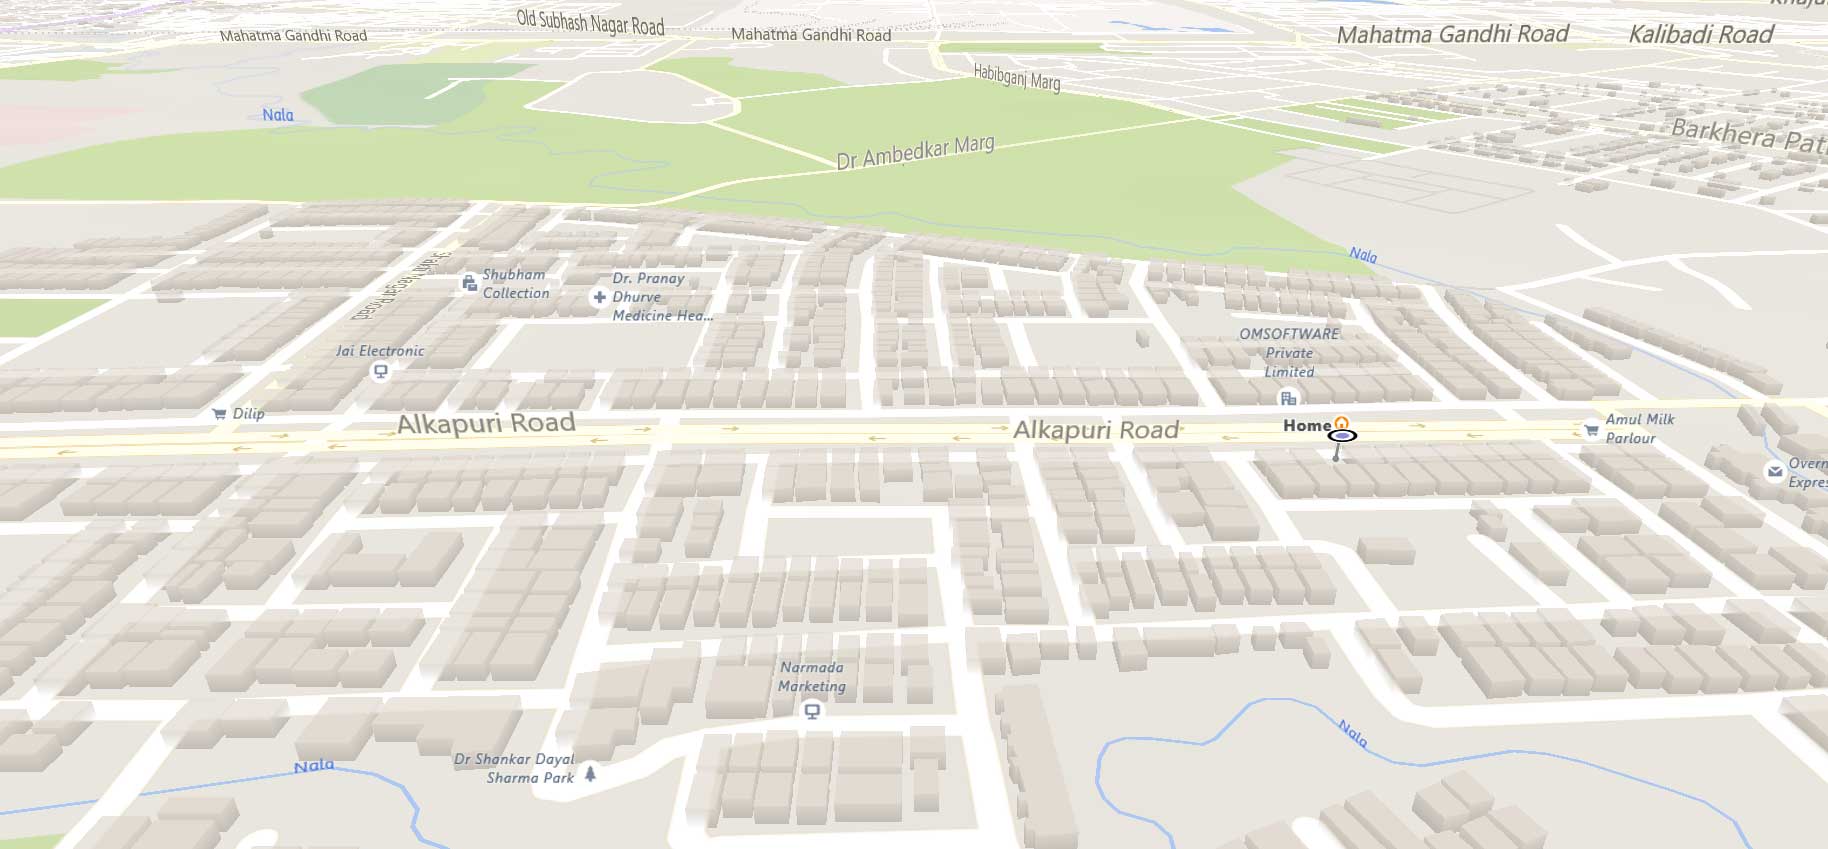 Old Subhash Nagar Road
Mahatma Gandhi Road
Mahatma Gandhi Road
Mahatma Gandhi Road
Kalibadi Road
Habibganj Marg
Nala
Barkhera
Dr Ambedkar Marg
Nala
Shubham
Collection
Dr. Pranay
Dhurve
Medicine Hea...
OMSOFTWARE
Private
Limited
Jai Electronic
Dilip
Alkapuri Road
Alkapuri Road
Home
Amul Milk
Parlour
Narmada
Marketing
Nala
Dr Shankar Dayal
Sharma Park
Nala